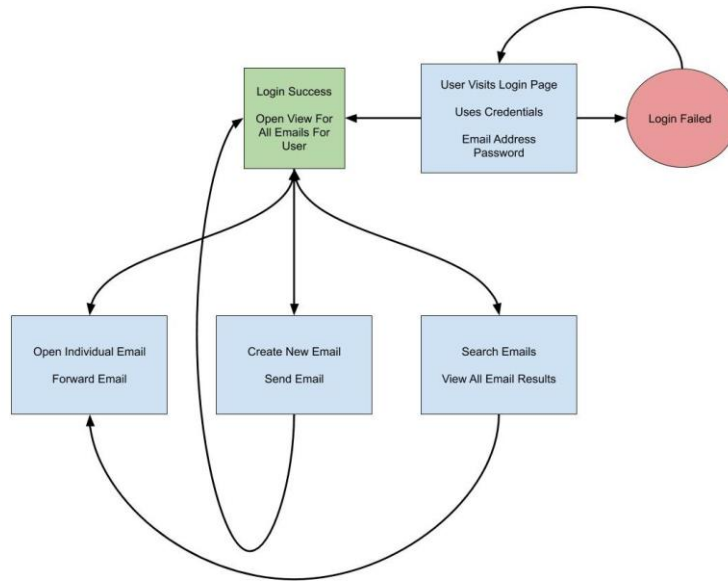 Login Success
Open View For
All Emails For
User
User Visits Login Page
Uses Credentials
Email Address
Password
Login Failed
Open Individual Email
Forward Email
Create New Email
Send Email
Search Emails
View All Email Results